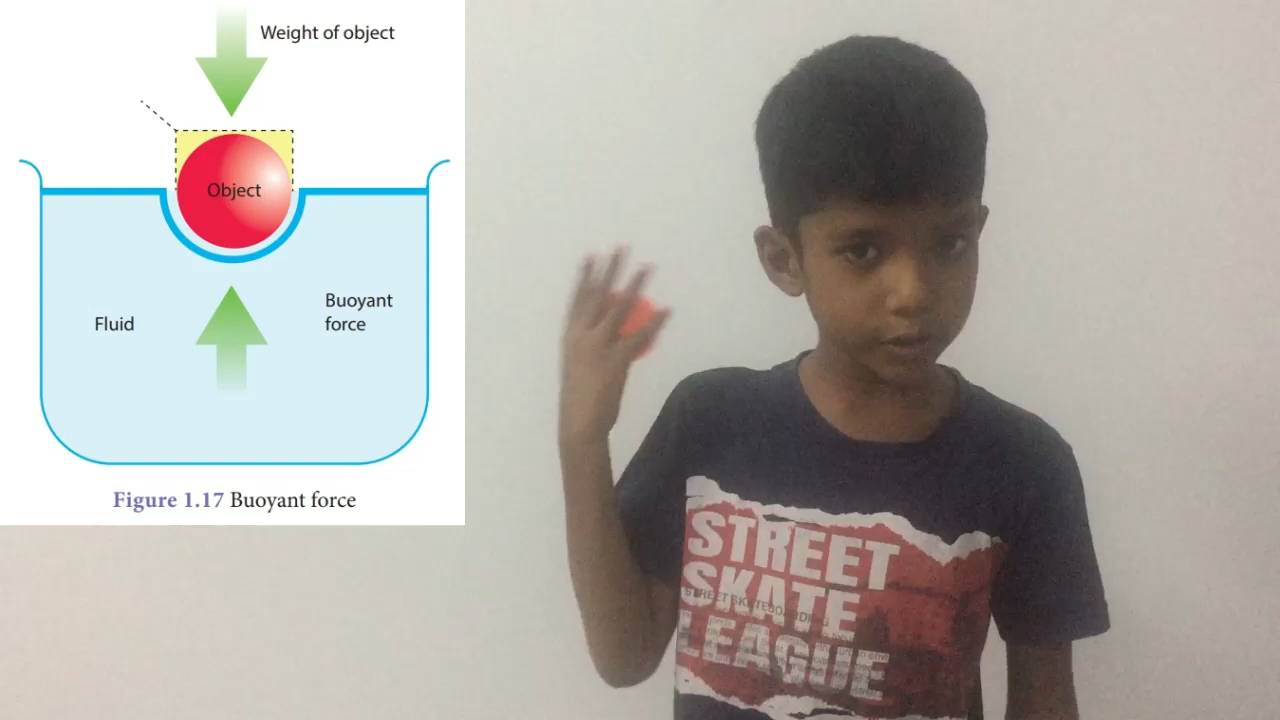 Weight of object
Object
Fluid
Buoyant
force
Figure 1.17 Buoyant force
STREET
SKATE
LEAGUE